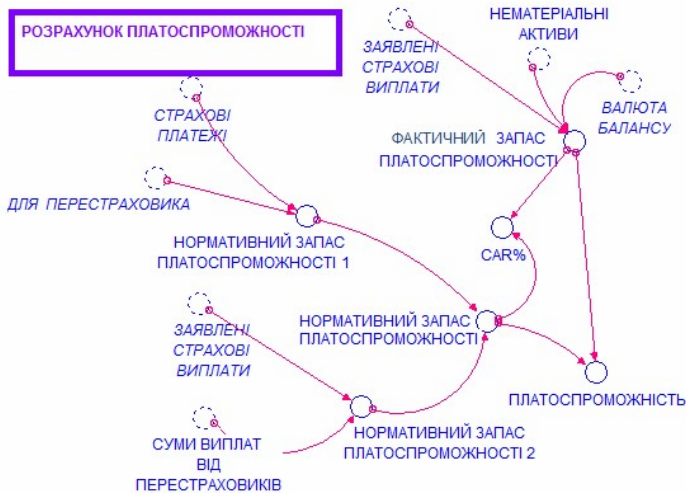 РОЗРАХУНОК ПЛАТОСПРОМОЖНОСТІ
ЗАЯВЛЕНІ
СТРАХОВІ
ВИПЛАТИ
НЕМАТЕРІАЛЬНІ
АКТИВИ
ВАЛЮТА
БАЛАНСУ
СТРАХОВІ
ПЛАТЕЖІ
ФАКТИЧНИЙ ЗАПАС
ПЛАТОСПРОМОЖНОСТІ
ДЛЯ ПЕРЕСТРАХОВИКА
НОРМАТИВНИЙ ЗАПАС
ПЛАТОСПРОМОЖНОСТІ 1
CAR%
НОРМАТИВНИЙ ЗАПАС
ПЛАТОСПРОМОЖНОСТІ
ЗАЯВЛЕНІ
СТРАХОВІ
ВИПЛАТИ
ПЛАТОСПРОМОЖНІСТЬ
НОРМАТИВНИЙ ЗАПАС
ПЛАТОСПРОМОЖНОСТІ 2
СУМИ ВИПЛАТ
ВІД
ПЕРЕСТРАХОВИКІВ